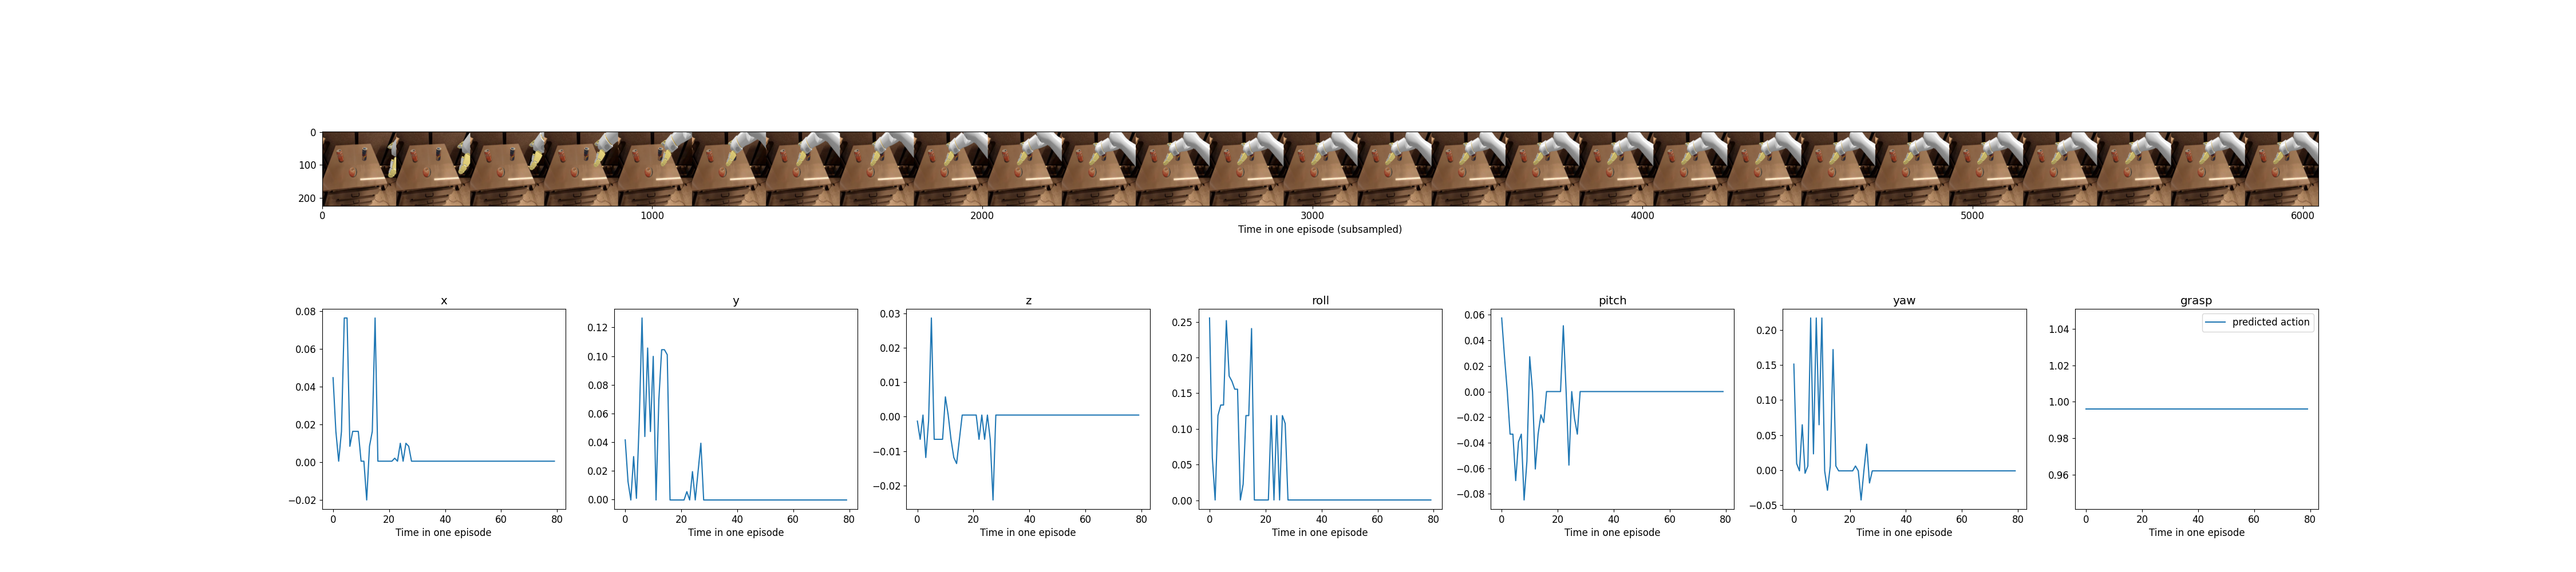 0
100
200
0 1000 2000 3000 4000 5000 6000
Time in one episode (subsampled)
x
0.08
0.06
0.04
0.02
0.00
−0.02
0 20 40 60 80
Time in one episode
y
0.12
0.10
0.08
0.06
0.04
0.02
0.00
0 20 40 60 80
Time in one episode
z
0.03
0.02
0.01
0.00
−0.01
−0.02
0 20 40 60 80
Time in one episode
roll
0.25
0.20
0.15
0.10
0.05
0.00
0 20 40 60 80
Time in one episode
pitch
0.06
0.04
0.02
0.00
−0.02
−0.04
−0.06
−0.08
0 20 40 60 80
Time in one episode
yaw
0.20
0.15
0.10
0.05
0.00
−0.05
0 20 40 60 80
Time in one episode
grasp
predicted action
1.04
1.02
1.00
0.98
0.96
0 20 40 60 80
Time in one episode